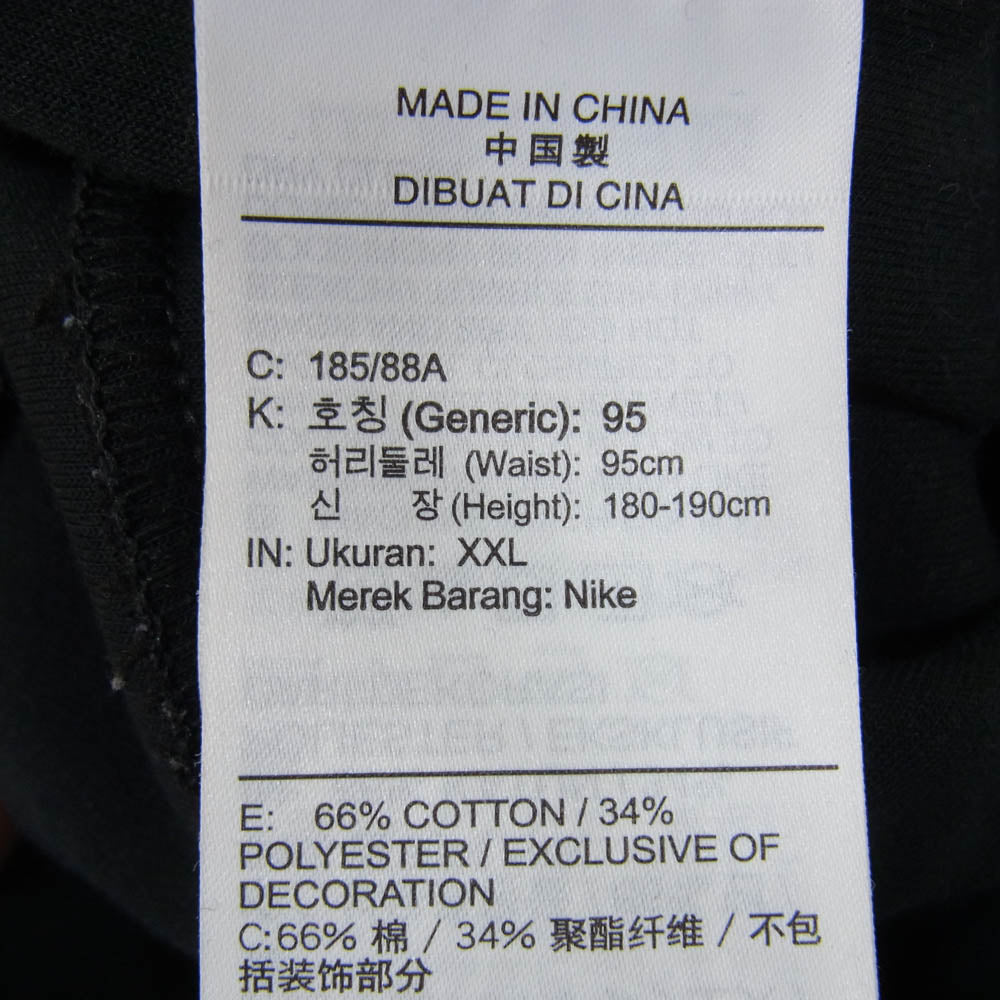 MADE IN CHINA
中国製
DIBUAT DI CINA
C: 185/88A
K: 호칭 (Generic): 95
허리둘레 (Waist): 95cm
신 장 (Height): 180-190cm
IN: Ukuran: XXL
Merek Barang: Nike
E: 66% COTTON / 34%
POLYESTER / EXCLUSIVE OF
DECORATION
C:66% 棉 / 34% 聚酯纤维 / 不包
括装饰部分